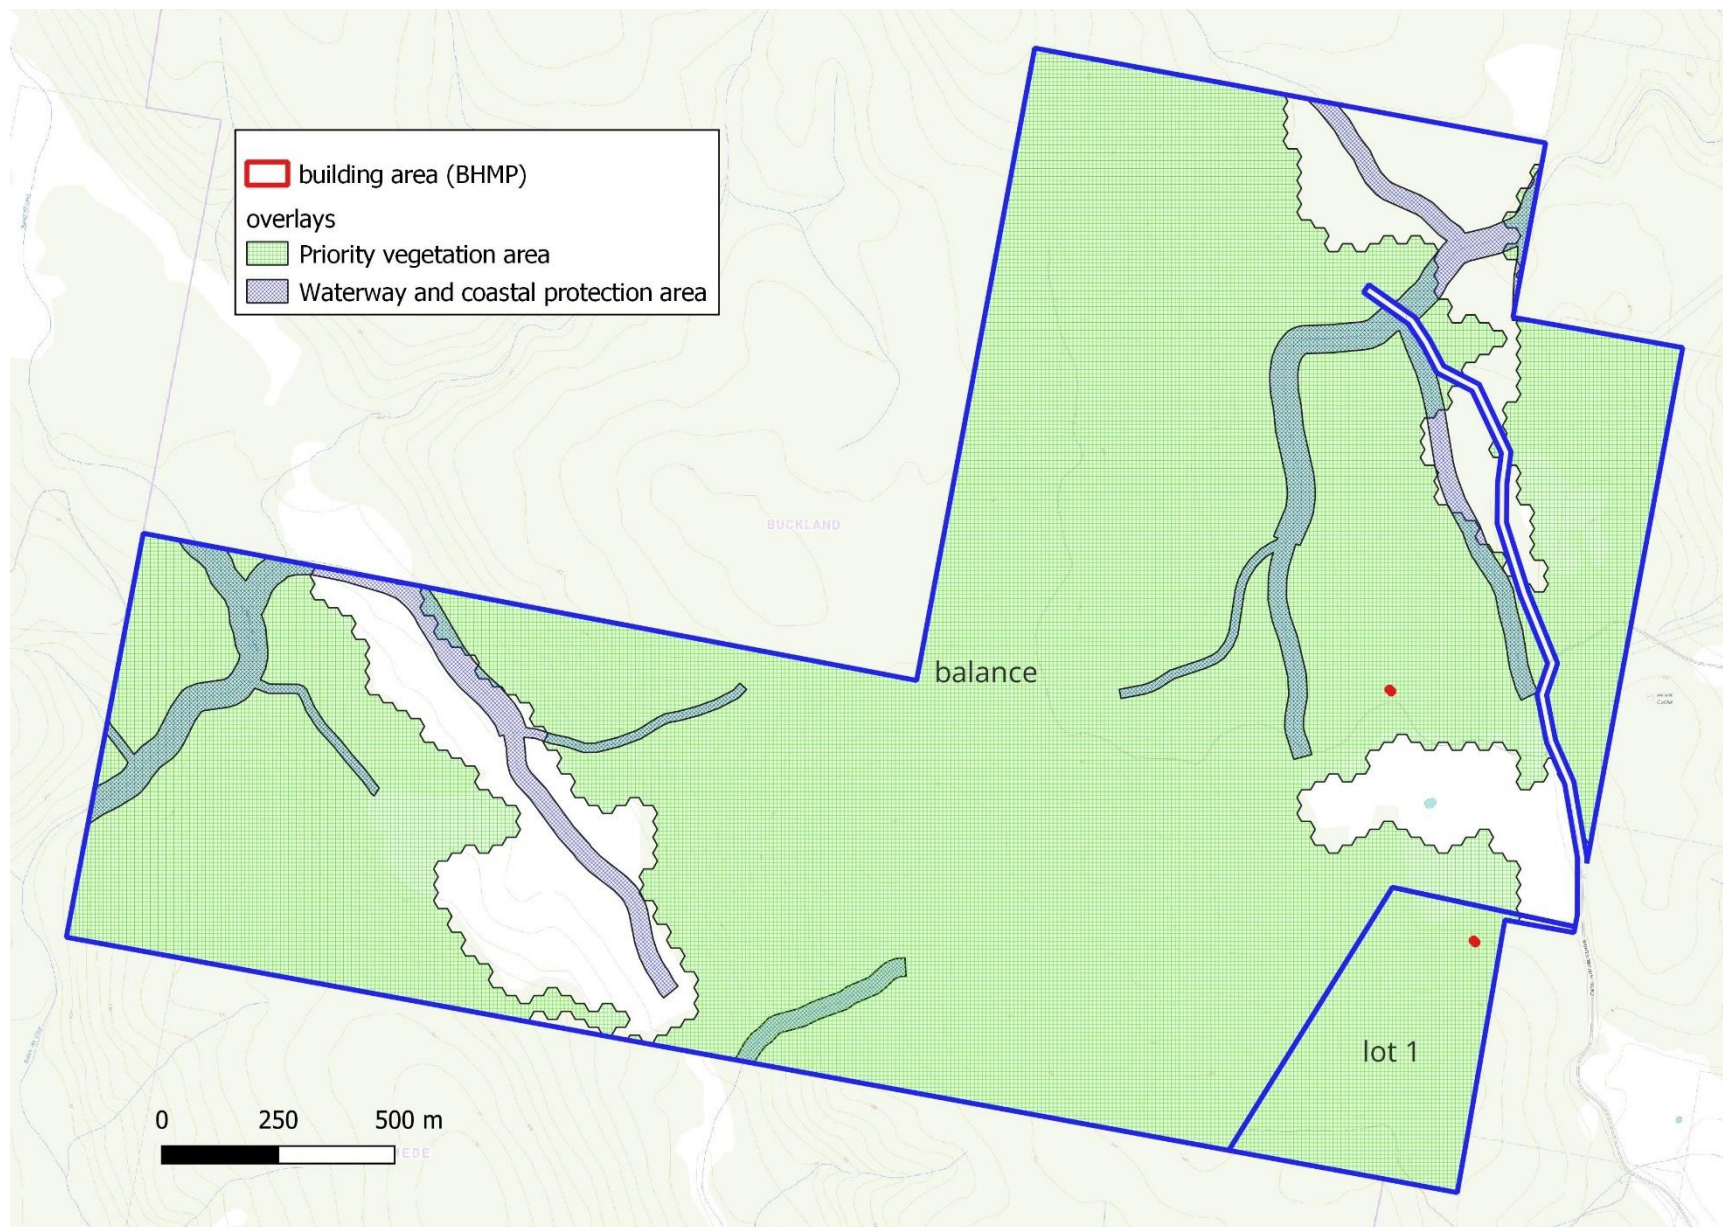 building area (BHMP)
overlays
Priority vegetation area
Waterway and coastal protection area
BUCKLAND
balance
lot 1
0 250 500 m